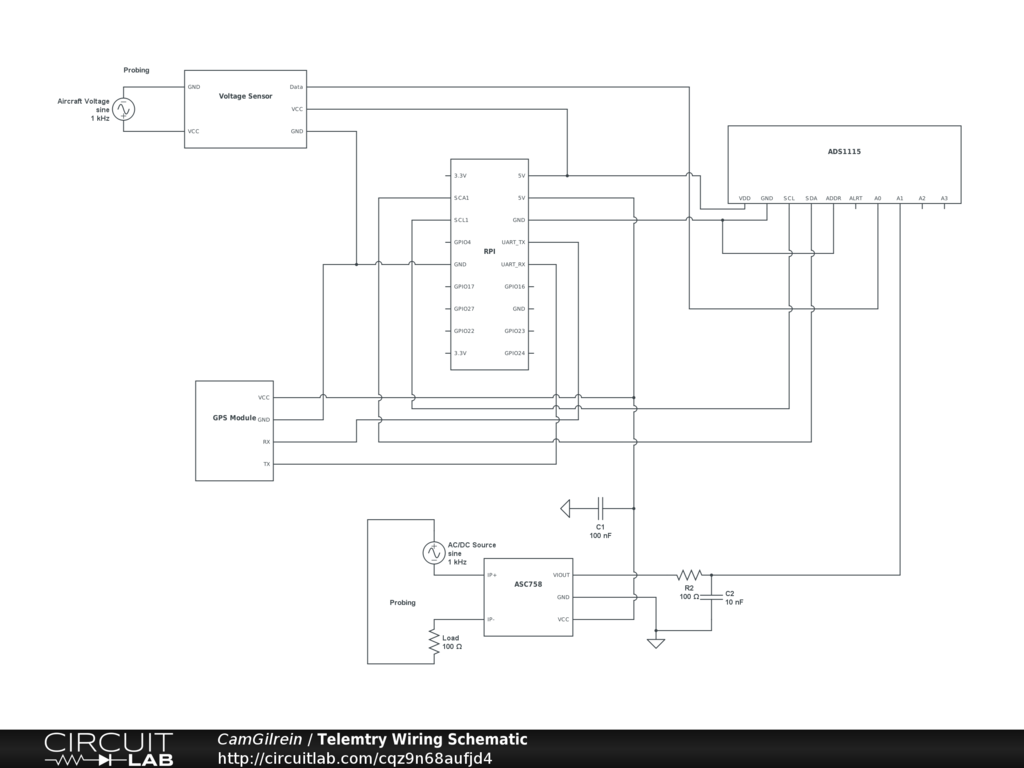 Probing
Aircraft Voltage
sine
1 kHz
GND
VCC
Voltage Sensor
Data
VCC
GND
ADS1115
VDD GND SCL SDA ADDR ALRT A0 A1 A2 A3
3.3V
SCA1
SCL1
GPIO4
GND
GPIO17
GPIO27
GPIO22
3.3V
RPI
5V
5V
GND
UART_TX
UART_RX
GPIO16
GND
GPIO23
GPIO24
GPS Module
VCC
GND
RX
TX
C1
100 nF
AC/DC Source
sine
1 kHz
Probing
Load
100 Ω
IP+
IP-
ASC758
VIOUT
GND
VCC
R2
100 Ω
C2
10 nF
CIRCUIT
LAB
CamGilrein / Telemtry Wiring Schematic
http://circuitlab.com/cqz9n68aufjd4